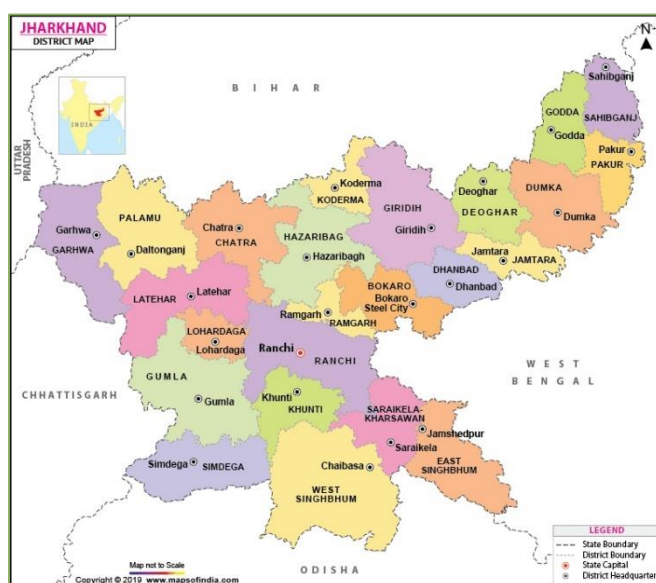 JHARKHAND
DISTRICT MAP
N
BIHAR
INDIA
UTTAR
PRADESH
Sahibganj
SAHIBGANJ
GODDA
Godda
Pakur
PAKUR
Koderma
KODERMA
GIRIDIH
Giridih
Deoghar
DEOGHAR
DUMKA
Dumka
Garhwa
GARHWA
PALAMU
Daltonganj
Chatra
CHATRA
HAZARIBAG
Hazaribagh
Jamtara
JAMTARA
DHANBAD
Dhanbad
BOKARO
Bokaro
Steel City
LATEHAR
Latehar
Ramgarh
RAMGARH
LOHARDAGA
Lohardaga
Ranchi
RANCHI
WEST
BENGAL
CHHATTISGARH
GUMLA
Gumla
Khunti
KHUNTI
SARAIKELA-
KHARSAWAN
Saraikela
Jamshedpur
EAST
SINGHBHUM
Simdega
SIMDEGA
Chaibasa
WEST
SINGHBHUM
ODISHA
LEGEND
State Boundary
District Boundary
State Capital
District Headquarter
Map not to Scale
Copyright © 2019 www.mapsofindia.com